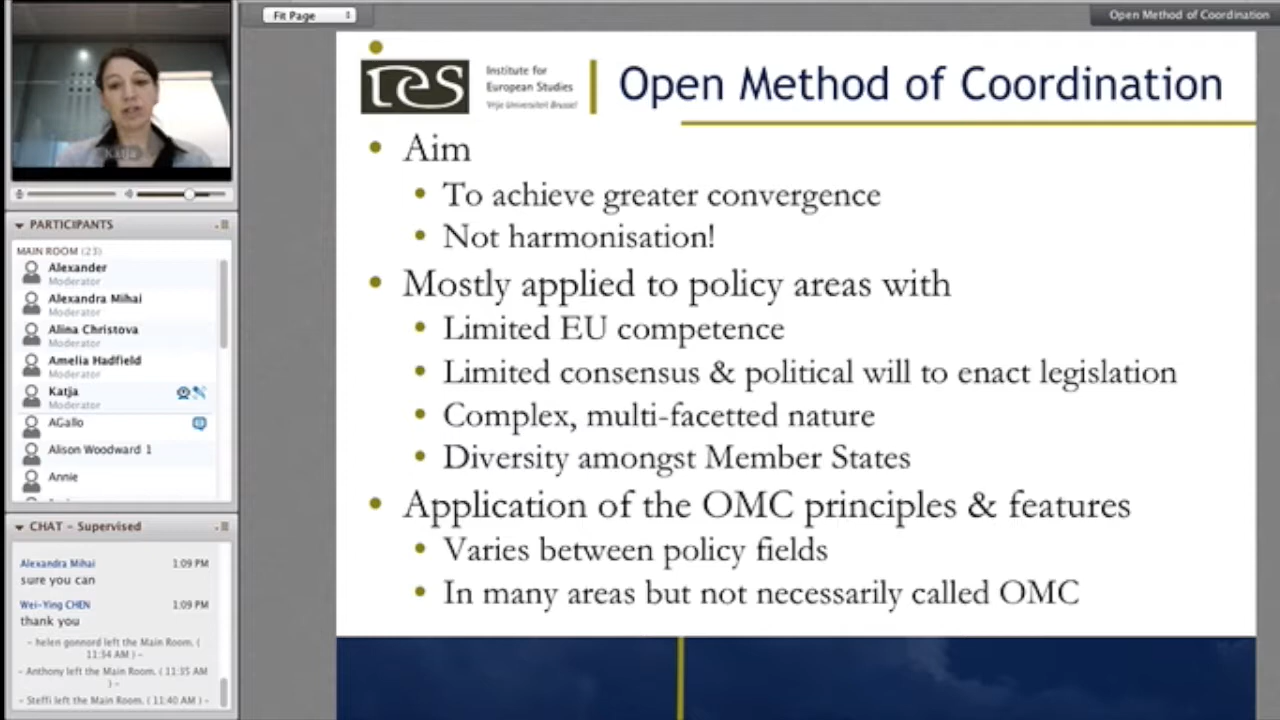 Fit Page
Open Method of Coordination
Katja
PARTICIPANTS
MAIN ROOM (23)
Alexander
Moderator
Alexandra Mihai
Moderator
Alina Christova
Moderator
Amelia Hadfield
Moderator
Katja
Moderator
AGallo
Alison Woodward 1
Annie
CHAT - Supervised
Alexandra Mihai 1:09 PM
sure you can
Wei-Ying CHEN 1:09 PM
thank you
- helen gonnord left the Main Room. (
11:54 AM ) -
- Anthony left the Main Room. ( 11:35 AM
) -
- Steffi left the Main Room. ( 11:40 AM ) -
ies
Institute for
European Studies
Vrije Universiteit Brussel
Open Method of Coordination
• Aim
• To achieve greater convergence
• Not harmonisation!
• Mostly applied to policy areas with
• Limited EU competence
• Limited consensus & political will to enact legislation
• Complex, multi-facetted nature
• Diversity amongst Member States
• Application of the OMC principles & features
• Varies between policy fields
• In many areas but not necessarily called OMC